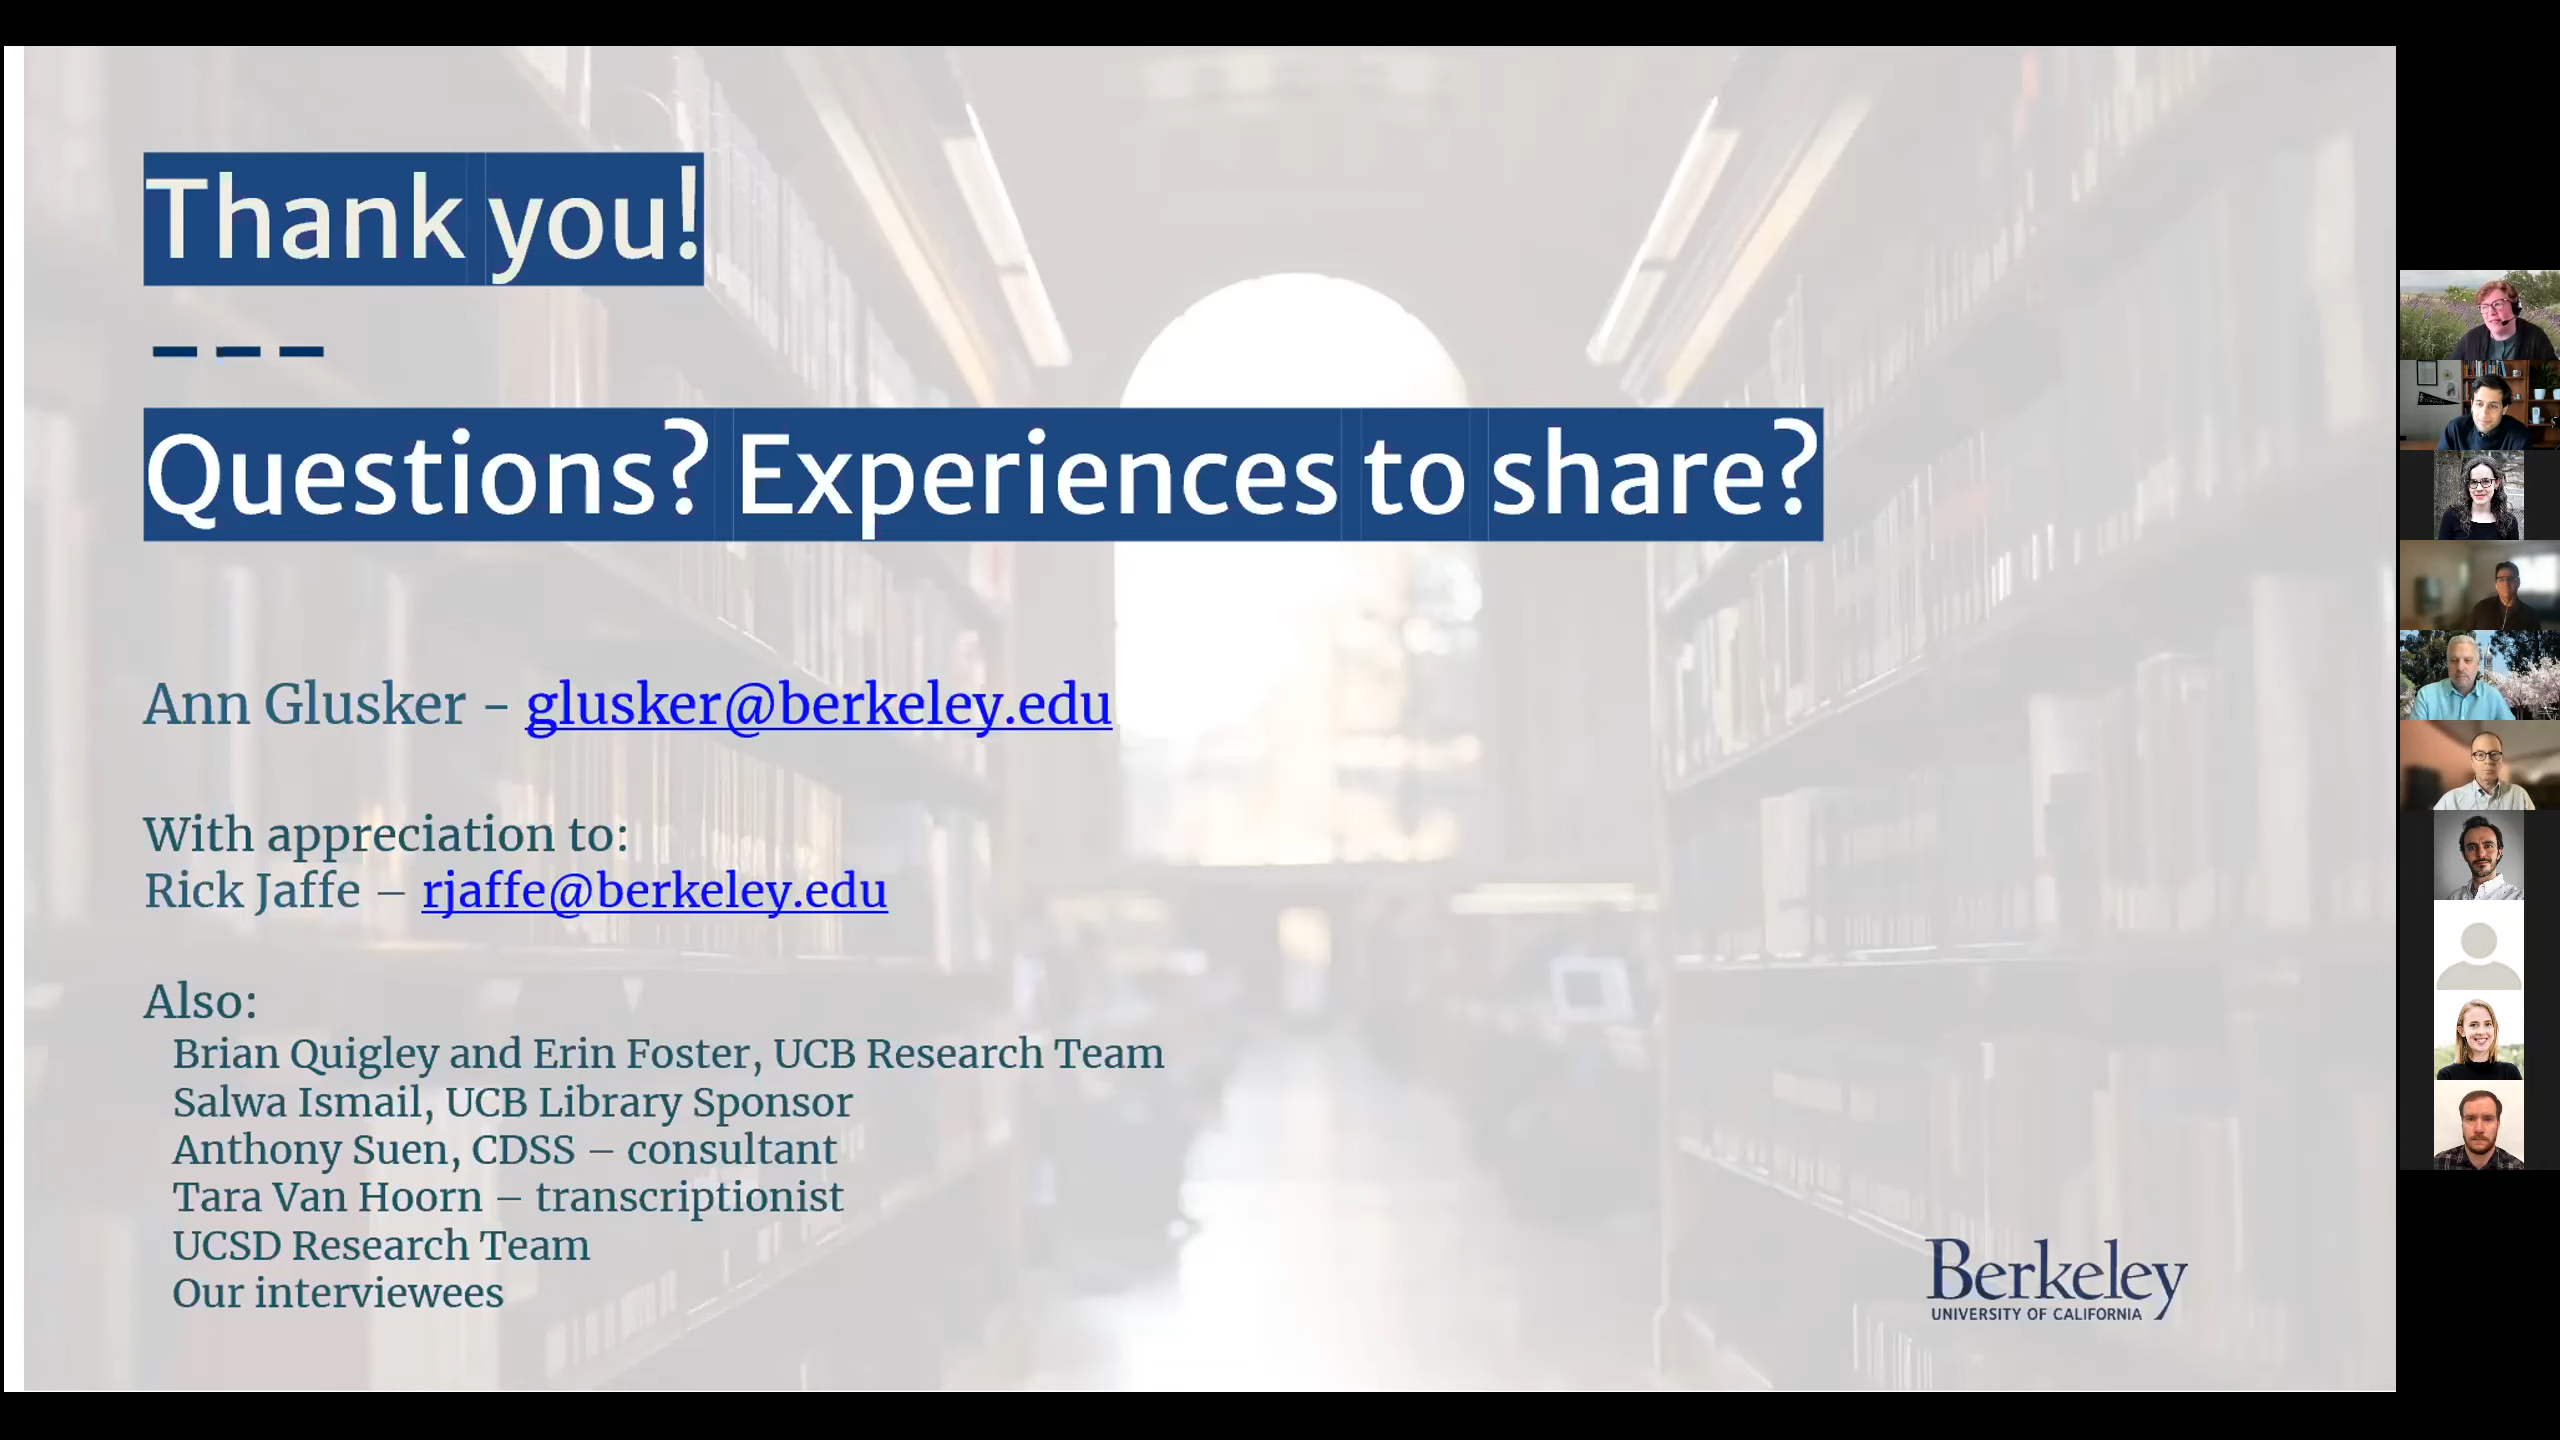 Thank you!
Questions? Experiences to share?
Ann Glusker - glusker@berkeley.edu
With appreciation to:
Rick Jaffe – rjaffe@berkeley.edu
Also:
Brian Quigley and Erin Foster, UCB Research Team
Salwa Ismail, UCB Library Sponsor
Anthony Suen, CDSS – consultant
Tara Van Hoorn – transcriptionist
UCSD Research Team
Our interviewees
Berkeley
UNIVERSITY OF CALIFORNIA